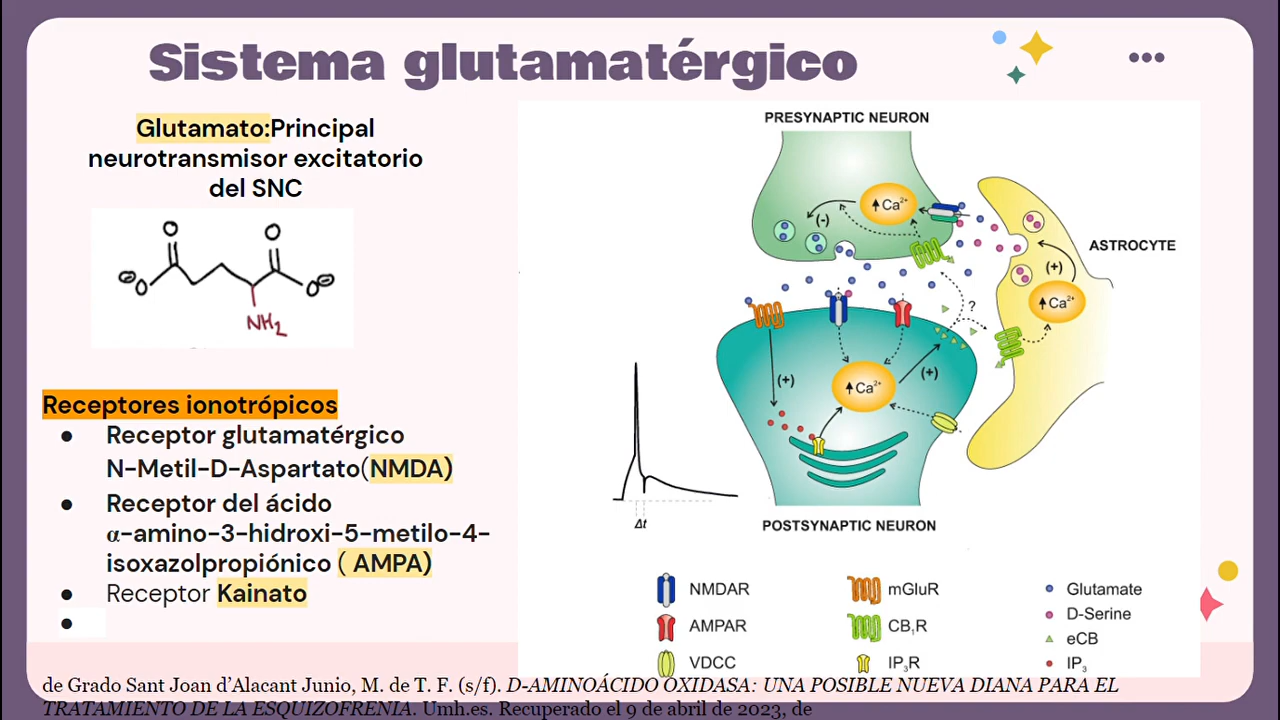 Sistema glutamatérgico
Glutamato:Principal
neurotransmisor excitatorio
del SNC
O
O
⊖O
O⊖
NH2
Receptores ionotrópicos
● Receptor glutamatérgico
N-Metil-D-Aspartato(NMDA)
● Receptor del ácido
α-amino-3-hidroxi-5-metilo-4-
isoxazolpropiónico ( AMPA)
● Receptor Kainato
●
PRESYNAPTIC NEURON
Ca2+
(-)
ASTROCYTE
(+)
Ca2+
?
(+)
Ca2+
(+)
Δt
POSTSYNAPTIC NEURON
NMDAR
mGluR
Glutamate
AMPAR
CB1R
D-Serine
eCB
VDCC
IP3R
IP3
de Grado Sant Joan d’Alacant Junio, M. de T. F. (s/f). D-AMINOÁCIDO OXIDASA: UNA POSIBLE NUEVA DIANA PARA EL
TRATAMIENTO DE LA ESQUIZOFRENIA. Umh.es. Recuperado el 9 de abril de 2023, de